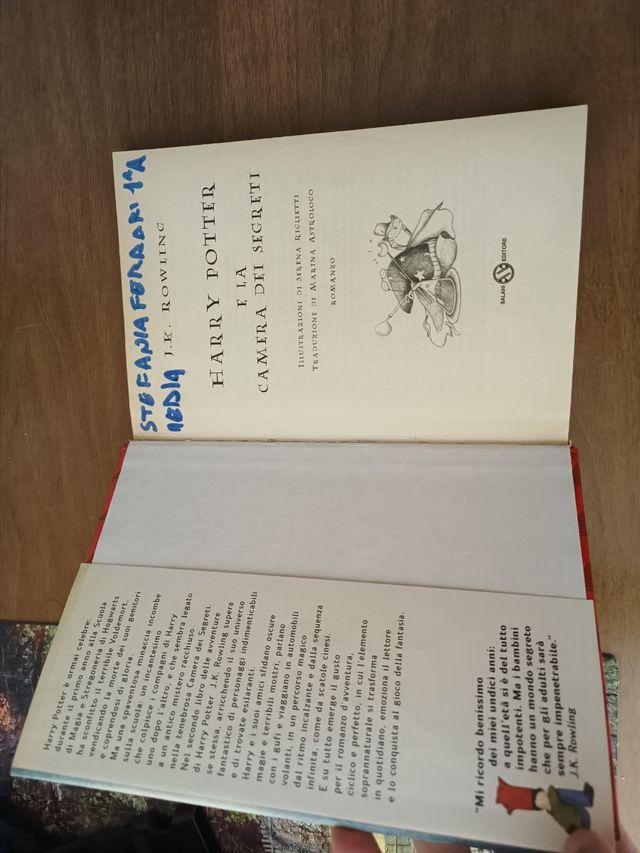 Harry Potter è ormai celebre:
durante il primo anno alla Scuola
di Magia e Stregoneria di Hogwarts
ha sconfitto il terribile Voldemort,
vendicando la morte dei suoi genitori
e coprendosi di gloria.
Ma una spaventosa minaccia incombe
sulla scuola: un incantesimo
che colpisce i compagni di Harry
uno dopo l'altro, e che sembra legato
a un antico mistero racchiuso
nella tenebrosa Camera dei Segreti.
Nel secondo libro delle avventure
di Harry Potter, J.K. Rowling supera
se stessa, arricchendo il suo universo
fantastico di personaggi indimenticabili
e di trovate esilaranti.
Harry e i suoi amici sfidano oscure
magie e terribili mostri, parlano
con i gufi e viaggiano in automobili
volanti, in un percorso magico
dal ritmo incalzante e dalla sequenza
infinita, come da scatole cinesi.
E su tutto emerge il gusto
per il romanzo d'avventura,
ciclico e perfetto, in cui l'elemento
soprannaturale si trasforma
in quotidiano, emoziona il lettore
e lo conquista al gioco della fantasia.
"Mi ricordo benissimo
dei miei undici anni:
a quell'età si è del tutto
impotenti. Ma i bambini
hanno quel mondo segreto
che per gli adulti sarà
sempre impenetrabile."
J.K. Rowling
STEFANIA FERRARI 1ªA
MEDIA
J.K. ROWLING
HARRY POTTER
E LA
CAMERA DEI SEGRETI
ILLUSTRAZIONI DI SERENA RIGLIETTI
TRADUZIONE DI MARINA ASTROLOGO
ROMANZO
SALANI EDITORE